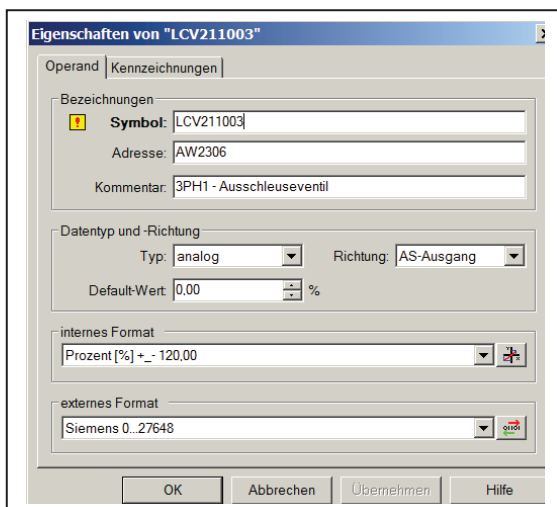 Eigenschaften von "LCV211003"
Operand Kennzeichnungen
Bezeichnungen
Symbol: LCV211003
Adresse: AW2306
Kommentar: 3PH1 - Ausschleuseventil
Datentyp und -Richtung
Typ: analog Richtung: AS-Ausgang
Default-Wert: 0,00 %
internes Format
Prozent [%] +_- 120,00
externes Format
Siemens 0...27648
OK Abbrechen Übernehmen Hilfe